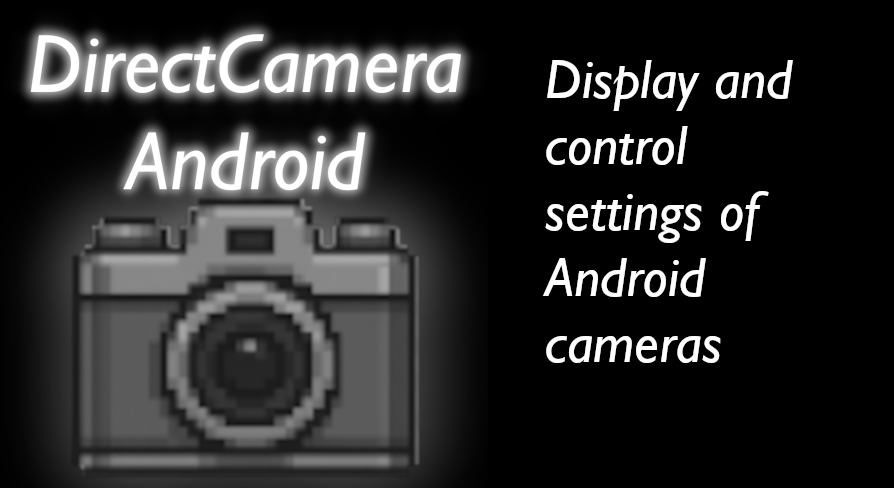 DirectCamera
Android
Display and
control
settings of
Android
cameras